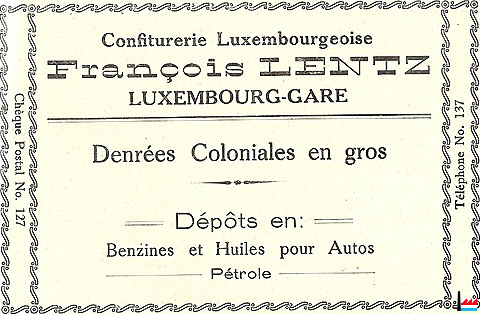 Confiturerie Luxembourgeoise
François LENTZ
LUXEMBOURG-GARE
Chèque Postal No. 127
Téléphone No. 137
Denrées Coloniales en gros
Dépôts en:
Benzines et Huiles pour Autos
Pétrole